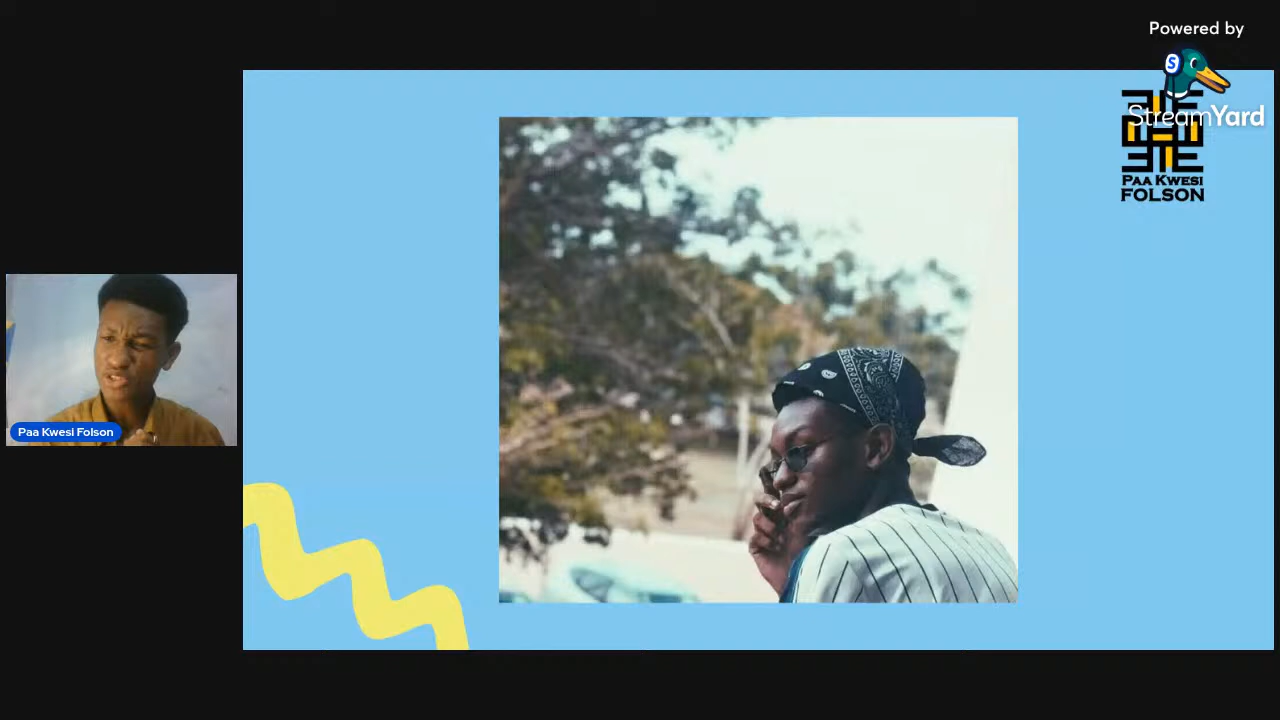 Powered by
S
StreamYard
PAA KWESI
FOLSON
Paa Kwesi Folson